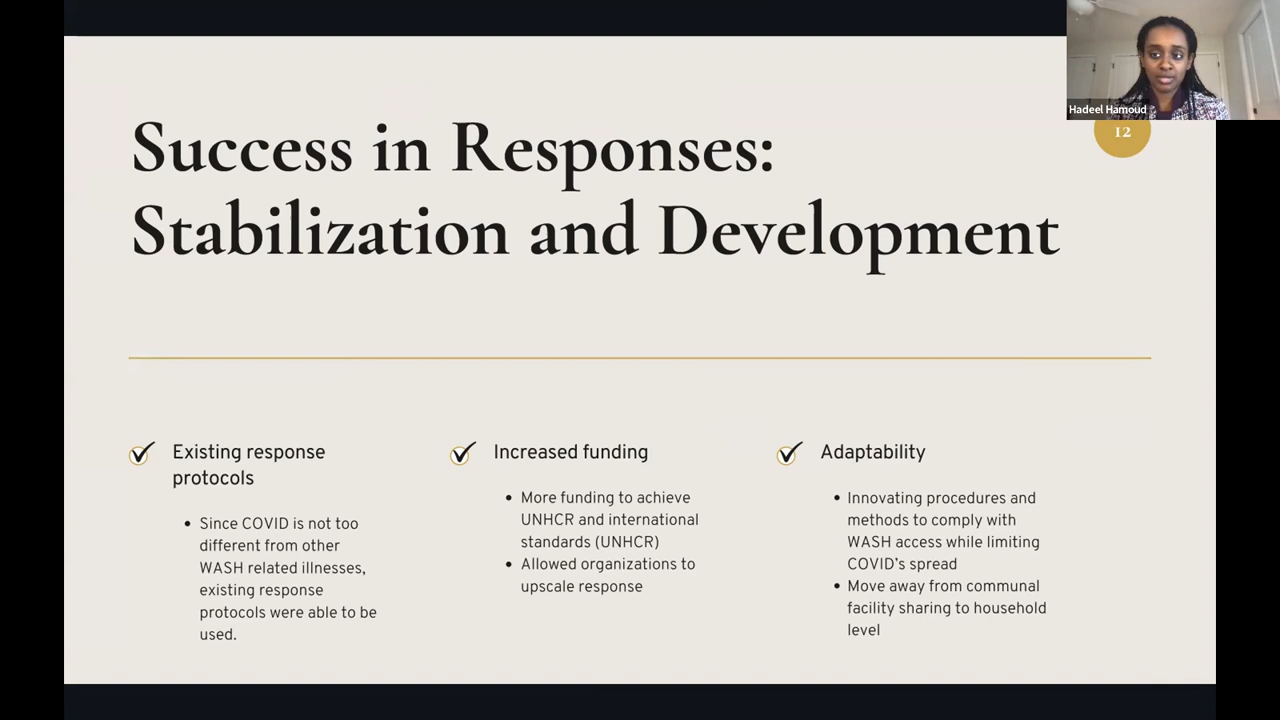 Hadeel Hamoud
12
Success in Responses:
Stabilization and Development
Existing response
protocols
• Since COVID is not too
different from other
WASH related illnesses,
existing response
protocols were able to be
used.
Increased funding
• More funding to achieve
UNHCR and international
standards (UNHCR)
• Allowed organizations to
upscale response
Adaptability
• Innovating procedures and
methods to comply with
WASH access while limiting
COVID's spread
• Move away from communal
facility sharing to household
level